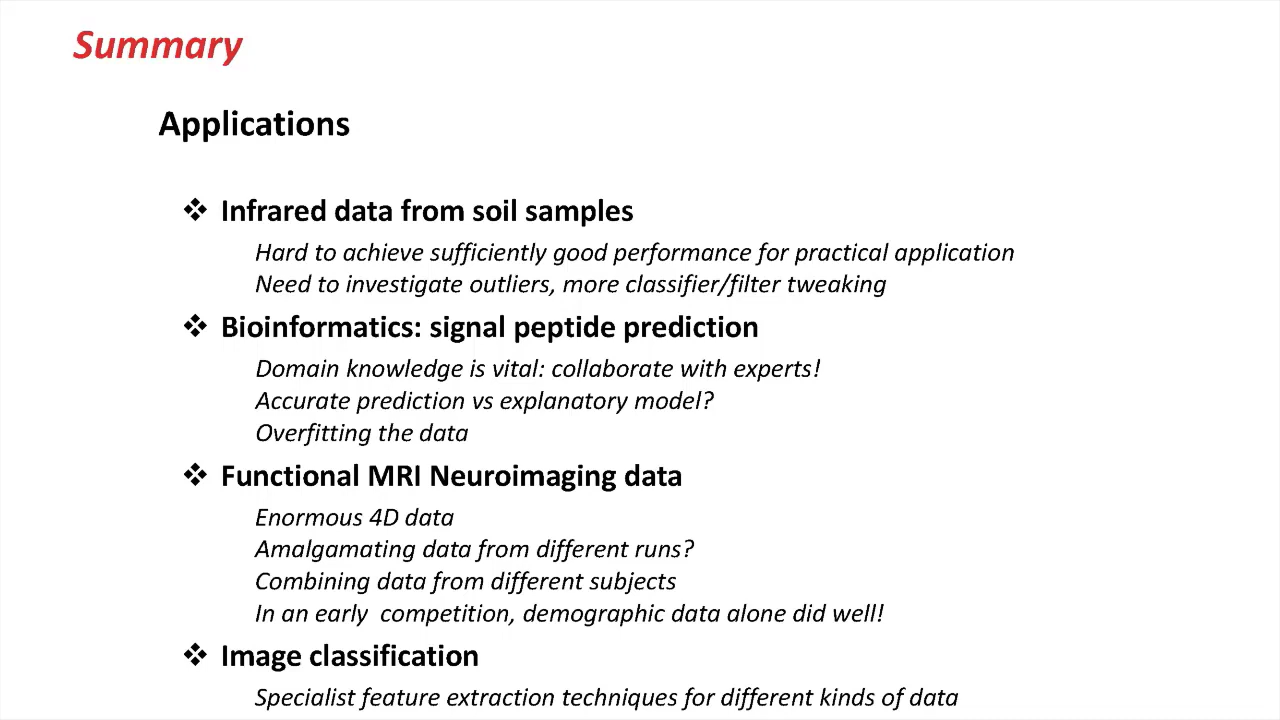 Summary
Applications
❖ Infrared data from soil samples
Hard to achieve sufficiently good performance for practical application
Need to investigate outliers, more classifier/filter tweaking
❖ Bioinformatics: signal peptide prediction
Domain knowledge is vital: collaborate with experts!
Accurate prediction vs explanatory model?
Overfitting the data
❖ Functional MRI Neuroimaging data
Enormous 4D data
Amalgamating data from different runs?
Combining data from different subjects
In an early  competition, demographic data alone did well!
❖ Image classification
Specialist feature extraction techniques for different kinds of data